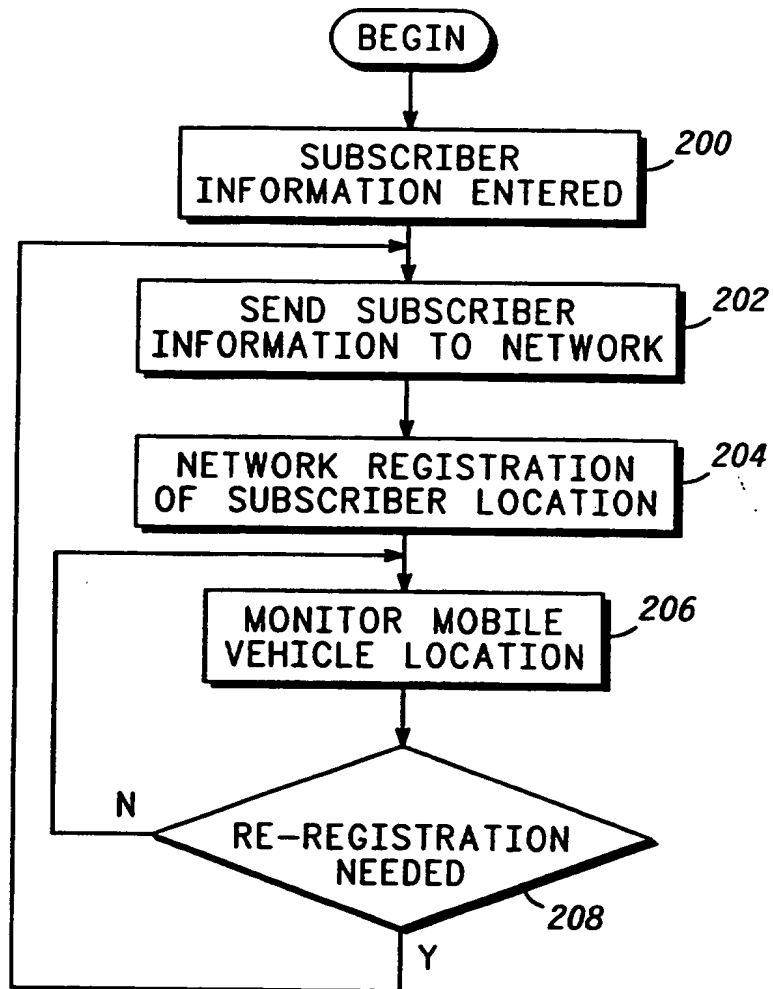 BEGIN
200
SUBSCRIBER
INFORMATION ENTERED
202
SEND SUBSCRIBER
INFORMATION TO NETWORK
204
NETWORK REGISTRATION
OF SUBSCRIBER LOCATION
206
MONITOR MOBILE
VEHICLE LOCATION
N
RE-REGISTRATION
NEEDED
208
Y